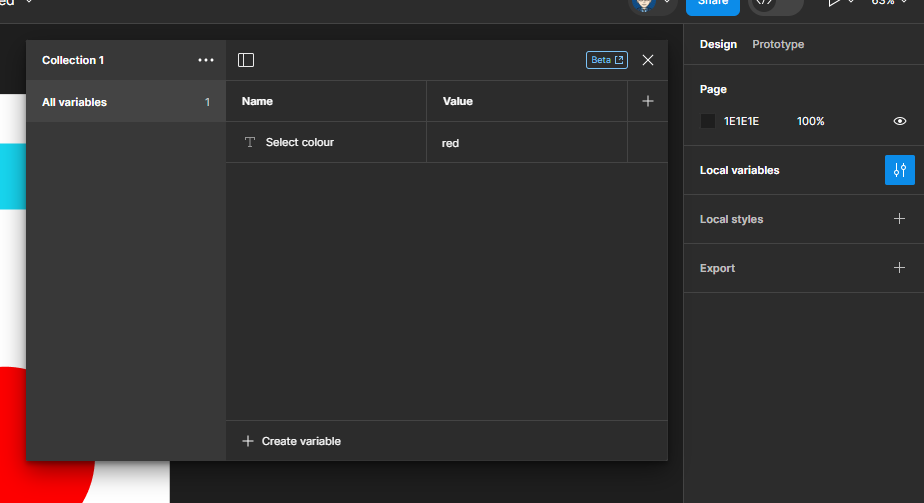 ed
Share
63%
Collection 1
Beta
Design Prototype
All variables 1
Name Value
Page
1E1E1E 100%
Select colour red
Local variables
Local styles
Export
Create variable